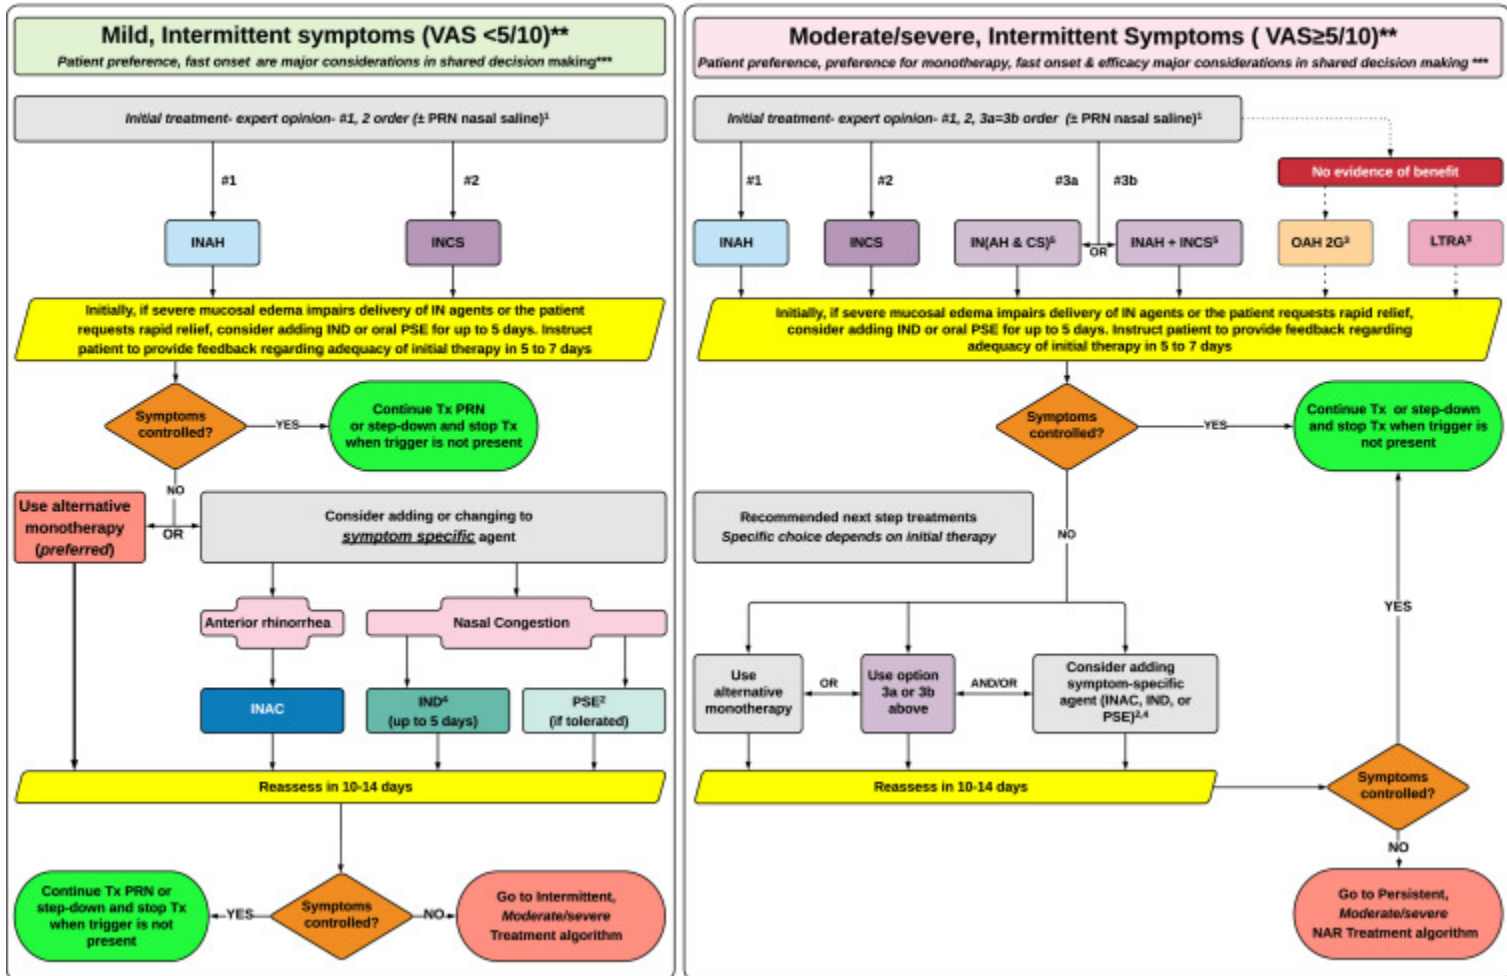 Mild, Intermittent symptoms (VAS <5/10)**
Patient preference, fast onset are major considerations in shared decision making***
Initial treatment- expert opinion- #1, 2 order (± PRN nasal saline)¹
#1
#2
INAH
INCS
Initially, if severe mucosal edema impairs delivery of IN agents or the patient
requests rapid relief, consider adding IND or oral PSE for up to 5 days. Instruct
patient to provide feedback regarding adequacy of initial therapy in 5 to 7 days
Symptoms
controlled?
YES
Continue Tx PRN
or step-down and stop Tx
when trigger is not present
NO
Use alternative
monotherapy
(preferred)
OR
Consider adding or changing to
symptom specific agent
Anterior rhinorrhea
Nasal Congestion
INAC
IND⁴
(up to 5 days)
PSE²
(if tolerated)
Reassess in 10-14 days
Continue Tx PRN or
step-down and stop Tx
when trigger is not
present
YES
Symptoms
controlled?
NO
Go to Intermittent,
Moderate/severe
Treatment algorithm
Moderate/severe, Intermittent Symptoms ( VAS≥5/10)**
Patient preference, preference for monotherapy, fast onset & efficacy major considerations in shared decision making ***
Initial treatment- expert opinion- #1, 2, 3a=3b order (± PRN nasal saline)¹
#1
#2
#3a
#3b
No evidence of benefit
INAH
INCS
IN(AH & CS)⁵
OR
INAH + INCS⁵
OAH 2G³
LTRA³
Initially, if severe mucosal edema impairs delivery of IN agents or the patient requests rapid relief,
consider adding IND or oral PSE for up to 5 days. Instruct patient to provide feedback regarding
adequacy of initial therapy in 5 to 7 days
Symptoms
controlled?
YES
Continue Tx or step-down
and stop Tx when trigger is
not present
Recommended next step treatments
Specific choice depends on initial therapy
NO
YES
Use
alternative
monotherapy
OR
Use option
3a or 3b
above
AND/OR
Consider adding
symptom-specific
agent (INAC, IND, or
PSE)²,⁴
Reassess in 10-14 days
Symptoms
controlled?
NO
Go to Persistent,
Moderate/severe
NAR Treatment algorithm